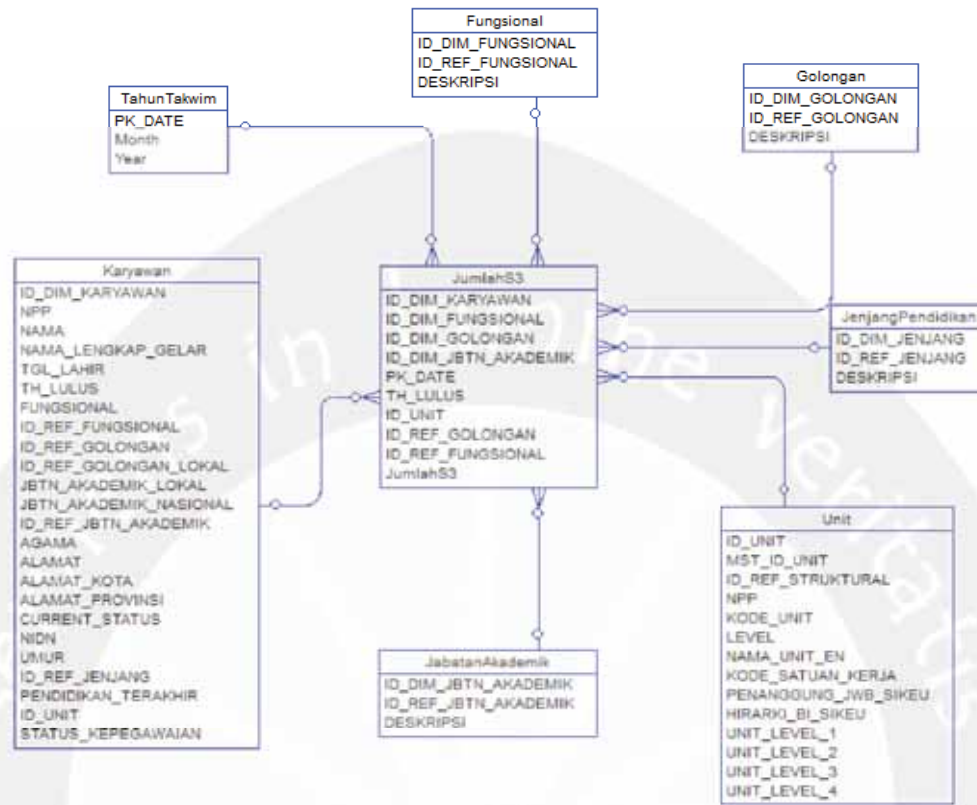 Fungsional
ID_DIM_FUNGSIONAL
ID_REF_FUNGSIONAL
DESKRIPSI
Golongan
ID_DIM_GOLONGAN
ID_REF_GOLONGAN
DESKRIPSI
TahunTakwim
PK_DATE
Month
Year
Karyawan
ID_DIM_KARYAWAN
NPP
NAMA
NAMA_LENGKAP_GELAR
TGL_LAHIR
TH_LULUS
FUNGSIONAL
ID_REF_FUNGSIONAL
ID_REF_GOLONGAN
ID_REF_GOLONGAN_LOKAL
JBTN_AKADEMIK_LOKAL
JBTN_AKADEMIK_NASIONAL
ID_REF_JBTN_AKADEMIK
AGAMA
ALAMAT
ALAMAT_KOTA
ALAMAT_PROVINSI
CURRENT_STATUS
NIDN
UMUR
ID_REF_JENJANG
PENDIDIKAN_TERAKHIR
ID_UNIT
STATUS_KEPEGAWAIAN
JumlahS3
ID_DIM_KARYAWAN
ID_DIM_FUNGSIONAL
ID_DIM_GOLONGAN
ID_DIM_JBTN_AKADEMIK
PK_DATE
TH_LULUS
ID_UNIT
ID_REF_GOLONGAN
ID_REF_FUNGSIONAL
JumlahS3
JenjangPendidikan
ID_DIM_JENJANG
ID_REF_JENJANG
DESKRIPSI
JabatanAkademik
ID_DIM_JBTN_AKADEMIK
ID_REF_JBTN_AKADEMIK
DESKRIPSI
Unit
ID_UNIT
MST_ID_UNIT
ID_REF_STRUKTURAL
NPP
KODE_UNIT
LEVEL
NAMA_UNIT_EN
KODE_SATUAN_KERJA
PENANGGUNG_JWB_SIKEU
HIRARKI_BI_SIKEU
UNIT_LEVEL_1
UNIT_LEVEL_2
UNIT_LEVEL_3
UNIT_LEVEL_4